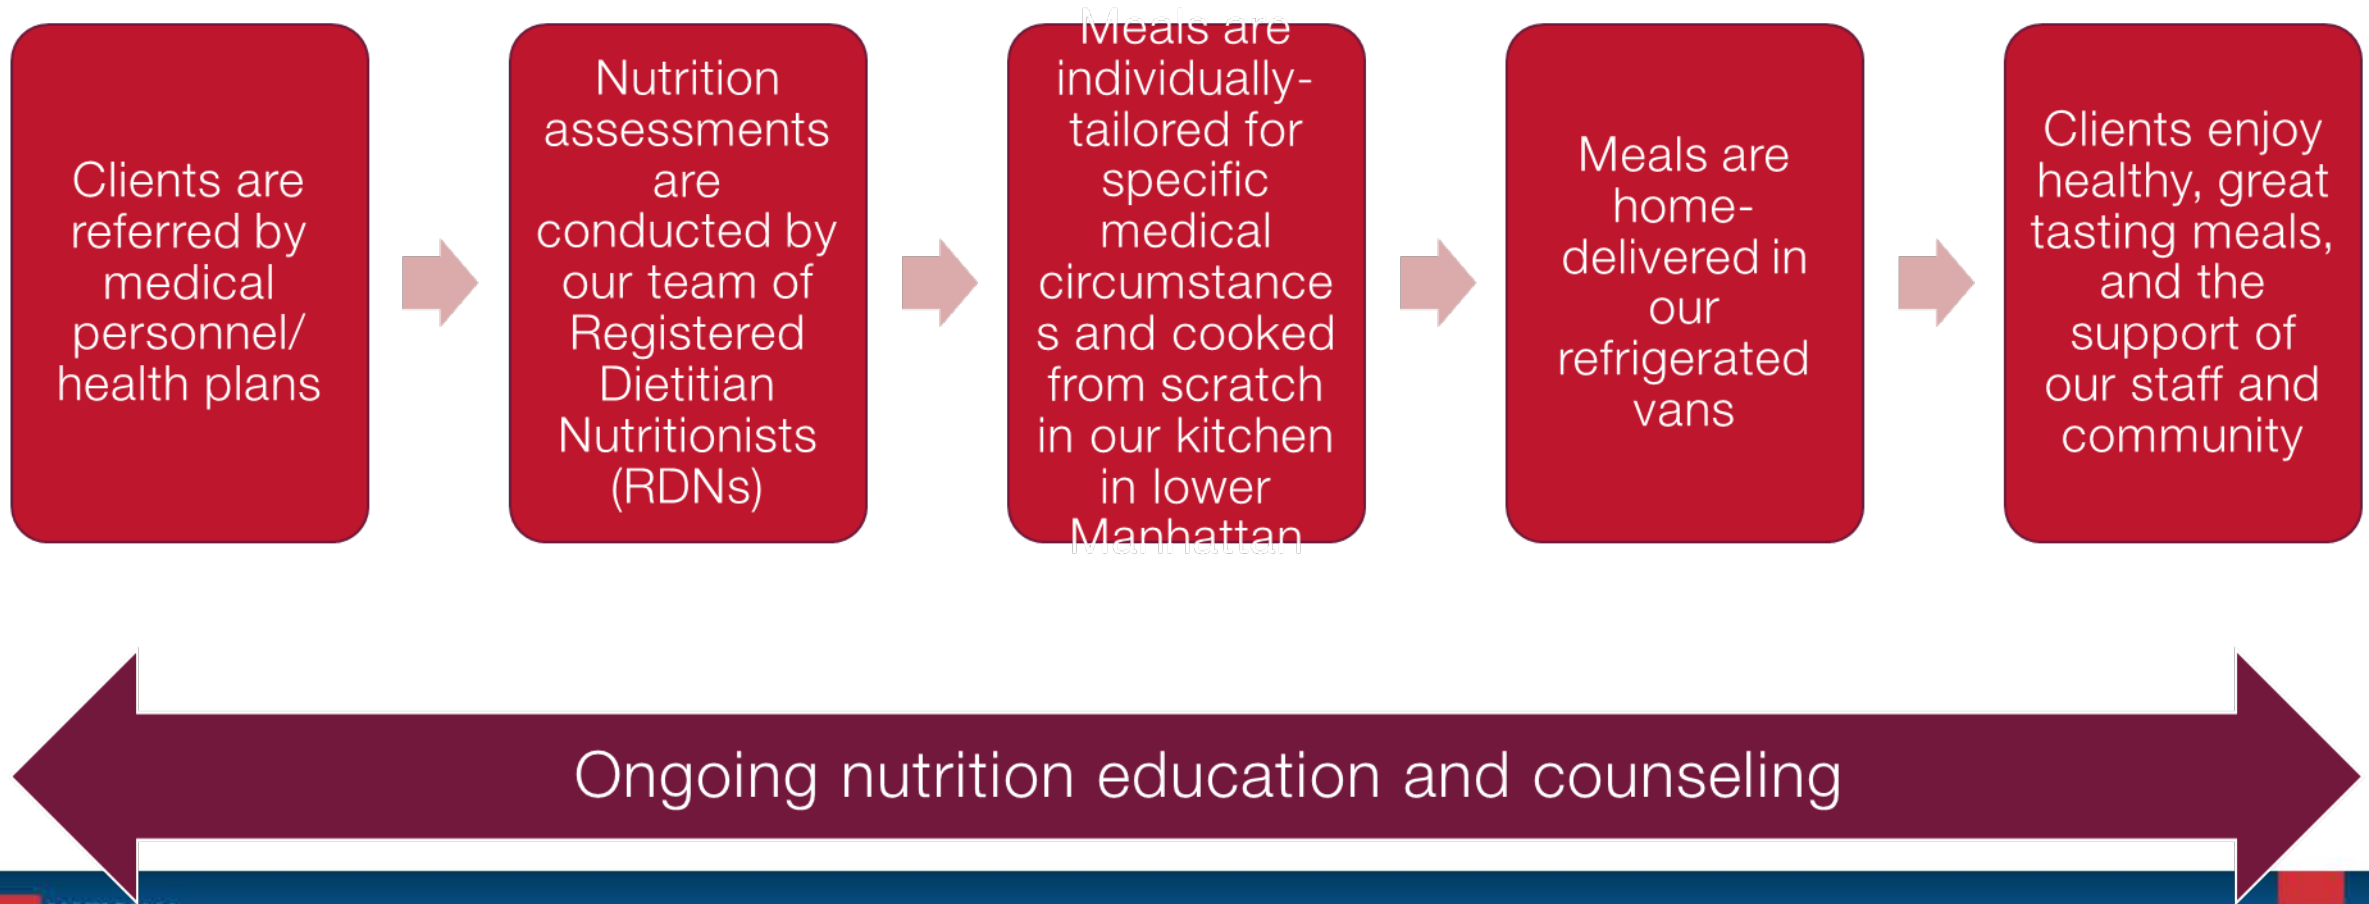 Clients are
referred by
medical
personnel/
health plans
Nutrition
assessments
are
conducted by
our team of
Registered
Dietitian
Nutritionists
(RDNs)
Meals are
individually-
tailored for
specific
medical
circumstance
s and cooked
from scratch
in our kitchen
in lower
Manhattan
Meals are
home-
delivered in
our
refrigerated
vans
Clients enjoy
healthy, great
tasting meals,
and the
support of
our staff and
community
Ongoing nutrition education and counseling